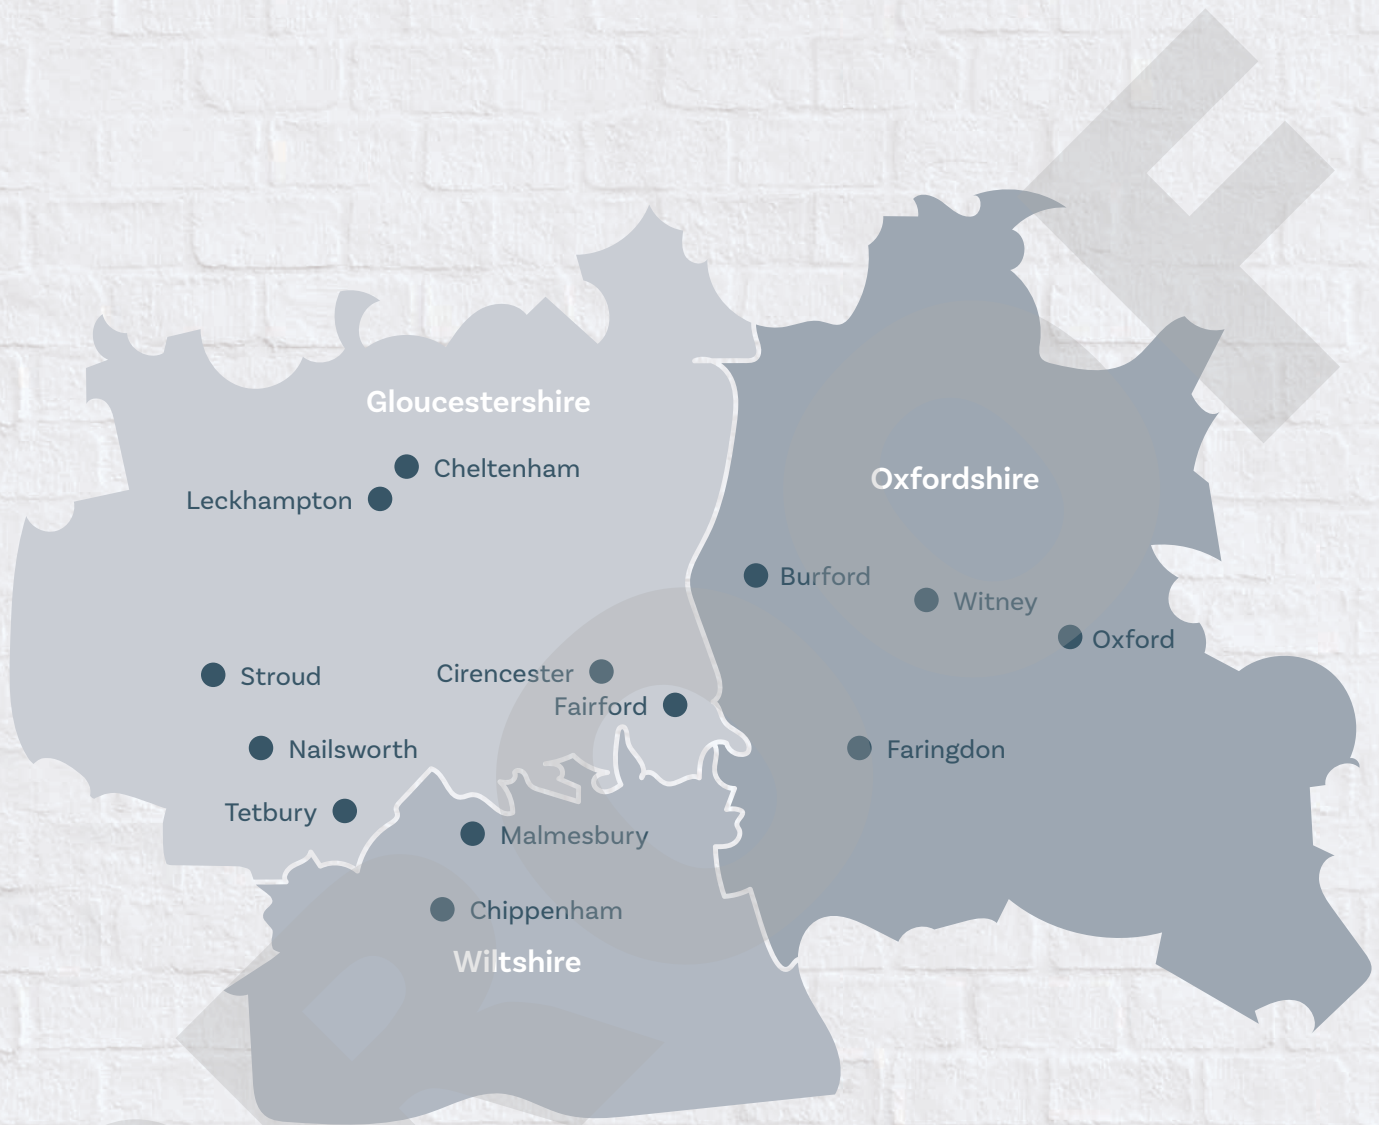 Gloucestershire
Cheltenham
Leckhampton
Oxfordshire
Burford
Witney
Oxford
Stroud
Cirencester
Fairford
Nailsworth
Faringdon
Tetbury
Malmesbury
Chippenham
Wiltshire